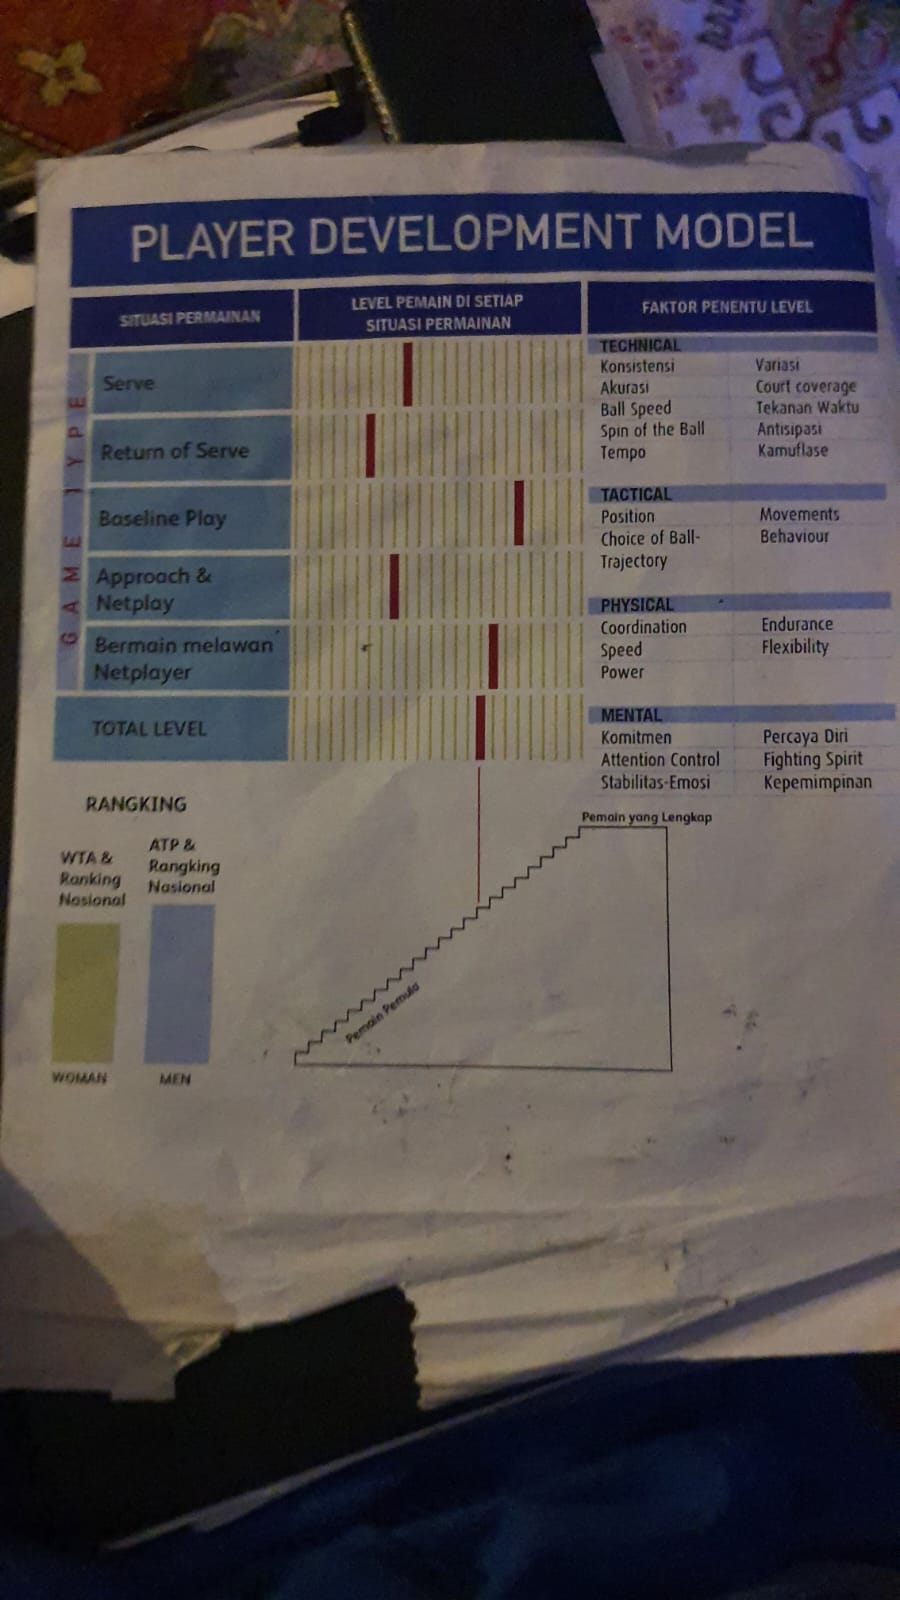 PLAYER DEVELOPMENT MODEL
SITUASI PERMAINAN
LEVEL PEMAIN DI SETIAP
SITUASI PERMAINAN
FAKTOR PENENTU LEVEL
GAME TYPE
Serve
Return of Serve
Baseline Play
Approach &
Netplay
Bermain melawan
Netplayer
TOTAL LEVEL
TECHNICAL
Konsistensi Variasi
Akurasi Court coverage
Ball Speed Tekanan Waktu
Spin of the Ball Antisipasi
Tempo Kamuflase
TACTICAL
Position Movements
Choice of Ball- Behaviour
Trajectory
PHYSICAL
Coordination Endurance
Speed Flexibility
Power
MENTAL
Komitmen Percaya Diri
Attention Control Fighting Spirit
Stabilitas-Emosi Kepemimpinan
RANGKING
WTA &
Ranking
Nasional
ATP &
Rangking
Nasional
WOMAN
MEN
Pemain yang Lengkap
Pemain Pemula